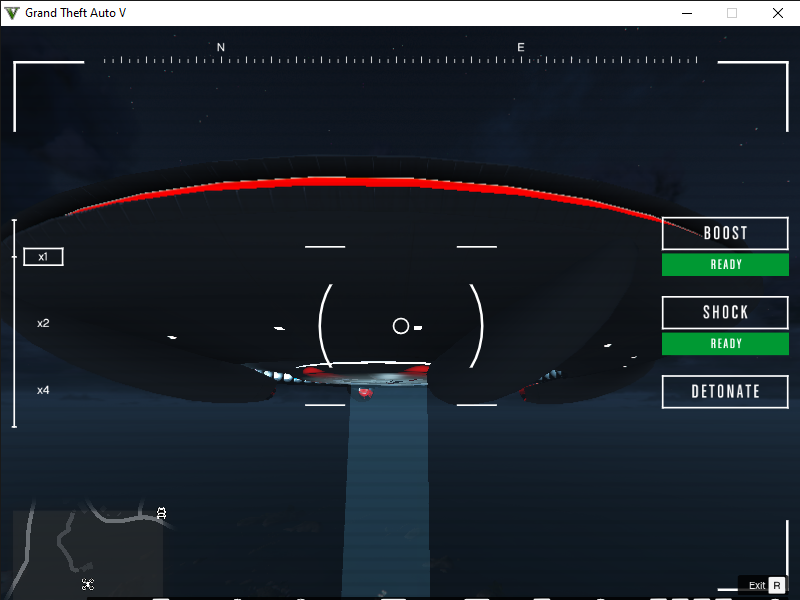 Grand Theft Auto V
N
E
BOOST
x1
READY
SHOCK
x2
READY
x4
DETONATE
Exit R